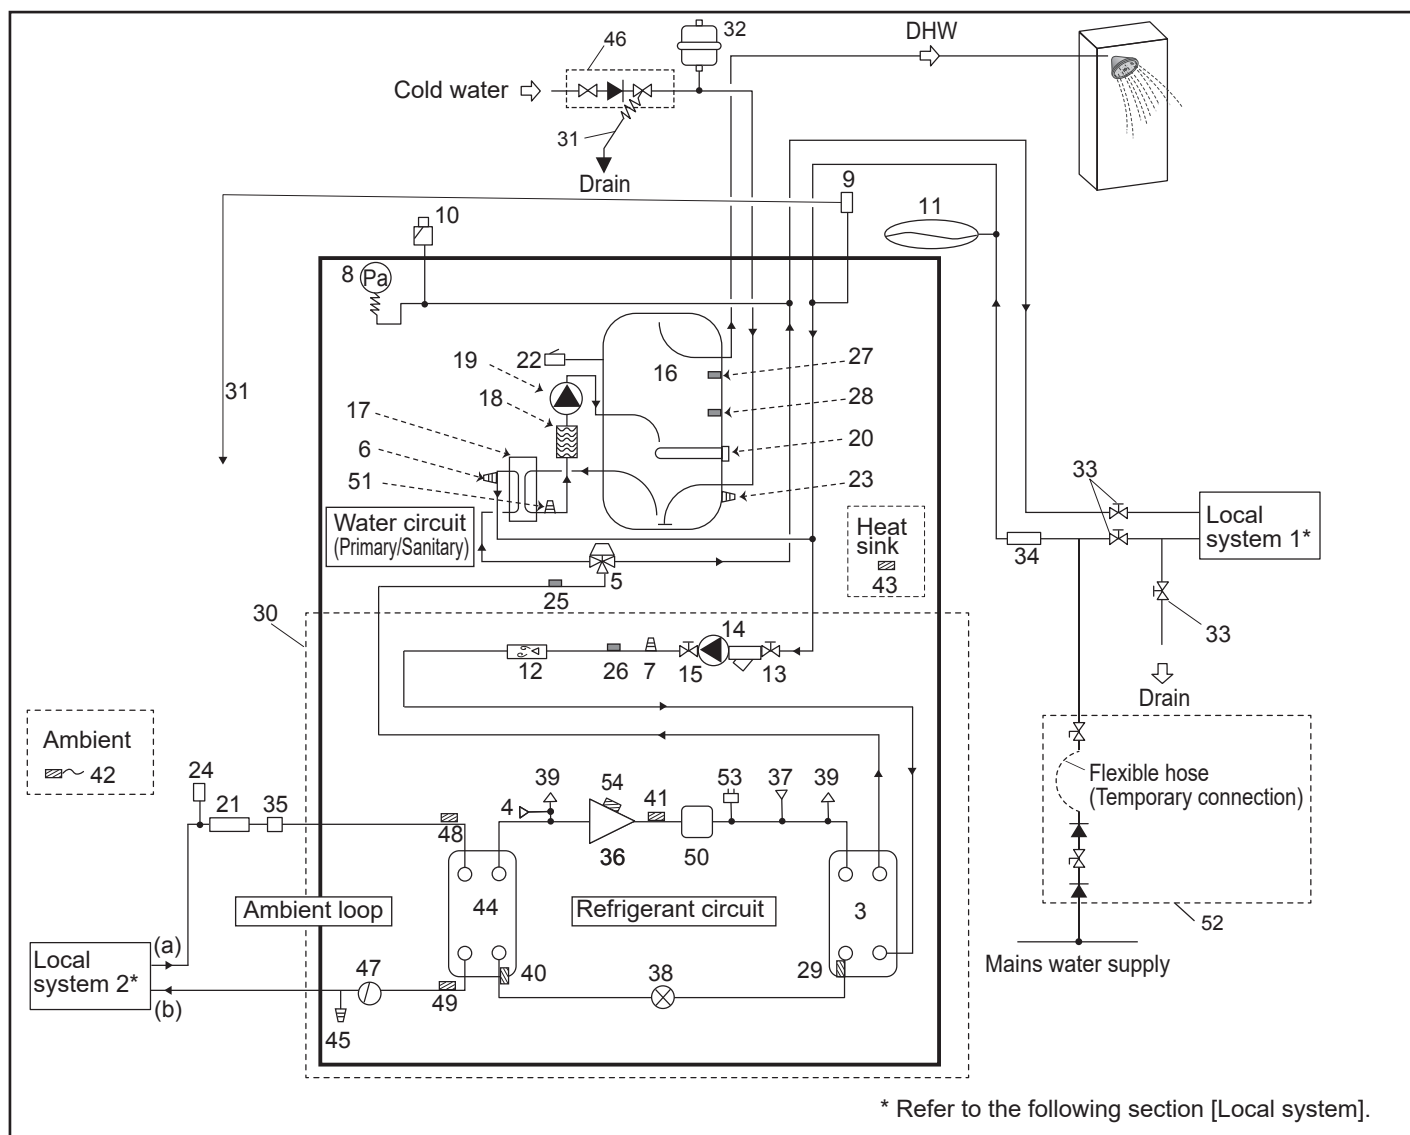 32
DHW
46
Cold water
31
Drain
9
10
11
8
Pa
22
16
27
19
28
18
31
17
20
6
23
51
33
Water circuit
(Primary/Sanitary)
Heat
sink
43
Local
system 1*
34
5
25
30
33
14
12
26
7
15
13
Drain
Ambient
42
24
21
35
48
4
39
54
41
53
37
39
Flexible hose
(Temporary connection)
36
50
44
3
Ambient loop
Refrigerant circuit
52
(a)
Local
system 2*
(b)
47
49
40
38
29
Mains water supply
45
* Refer to the following section [Local system].